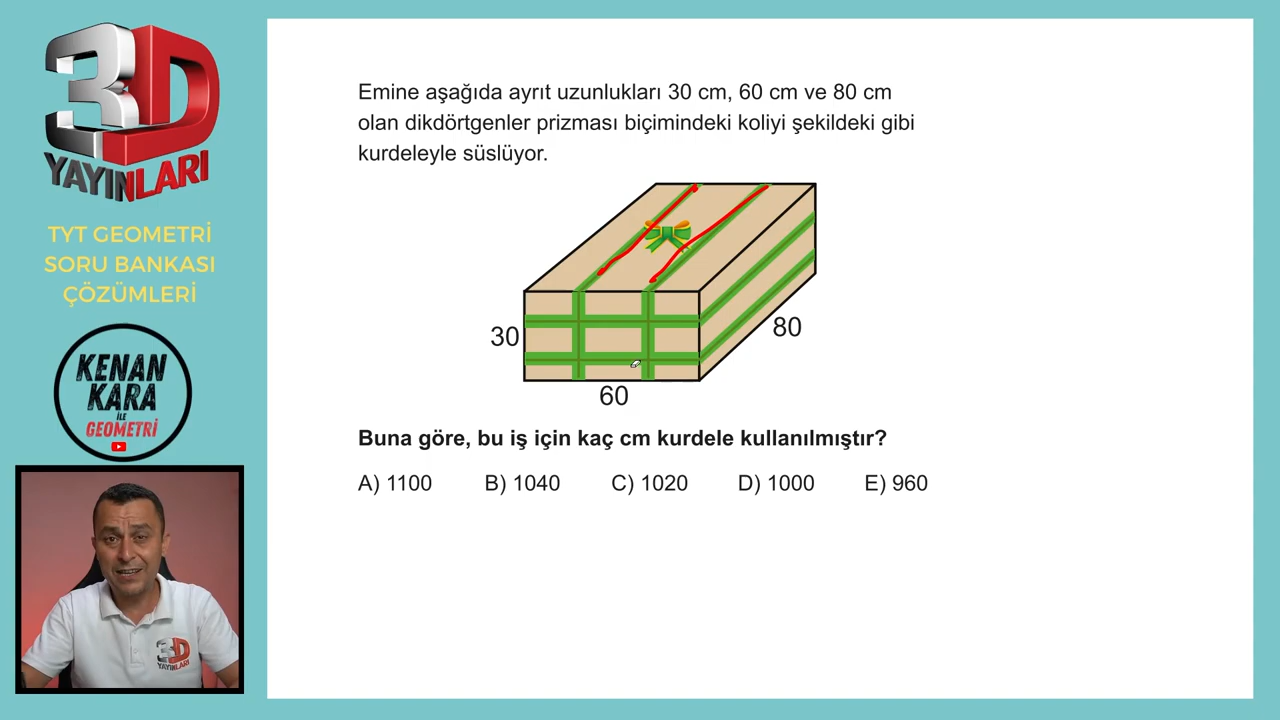 3D
YAYINLARI
TYT GEOMETRİ
SORU BANKASI
ÇÖZÜMLERİ
KENAN
KARA
İLE
GEOMETRİ
3D
YAYINLARI
Emine aşağıda ayrıt uzunlukları 30 cm, 60 cm ve 80 cm
olan dikdörtgenler prizması biçimindeki koliyi şekildeki gibi
kurdeleyle süslüyor.
30
80
60
Buna göre, bu iş için kaç cm kurdele kullanılmıştır?
A) 1100 B) 1040 C) 1020 D) 1000 E) 960